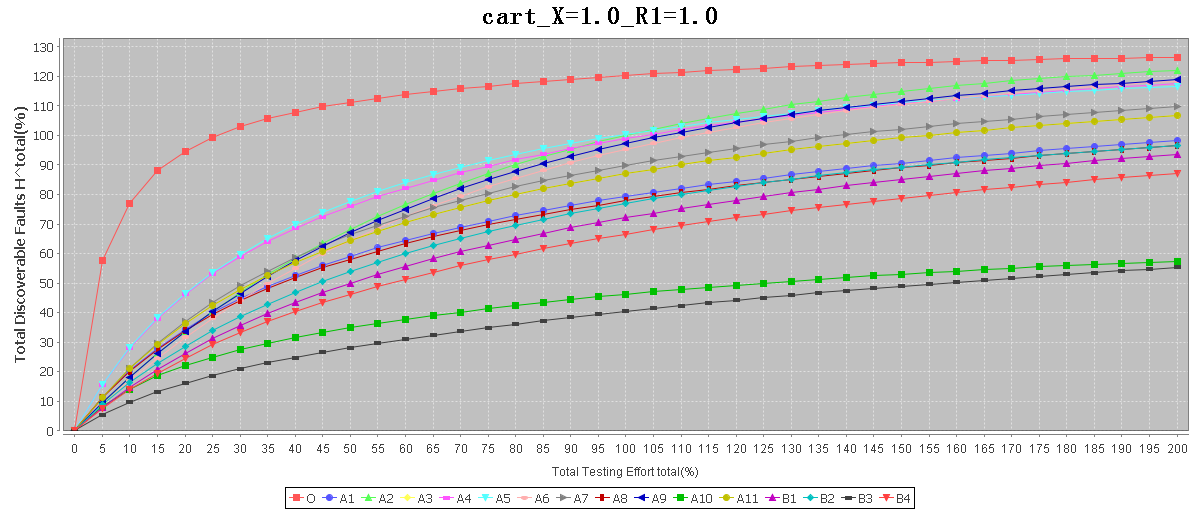 cart_X=1.0_R1=1.0
Total Discoverable Faults H^total(%)
130
120
110
100
90
80
70
60
50
40
30
20
10
0
0 5 10 15 20 25 30 35 40 45 50 55 60 65 70 75 80 85 90 95 100 105 110 115 120 125 130 135 140 145 150 155 160 165 170 175 180 185 190 195 200
Total Testing Effort total(%)
O A1 A2 A3 A4 A5 A6 A7 A8 A9 A10 A11 B1 B2 B3 B4